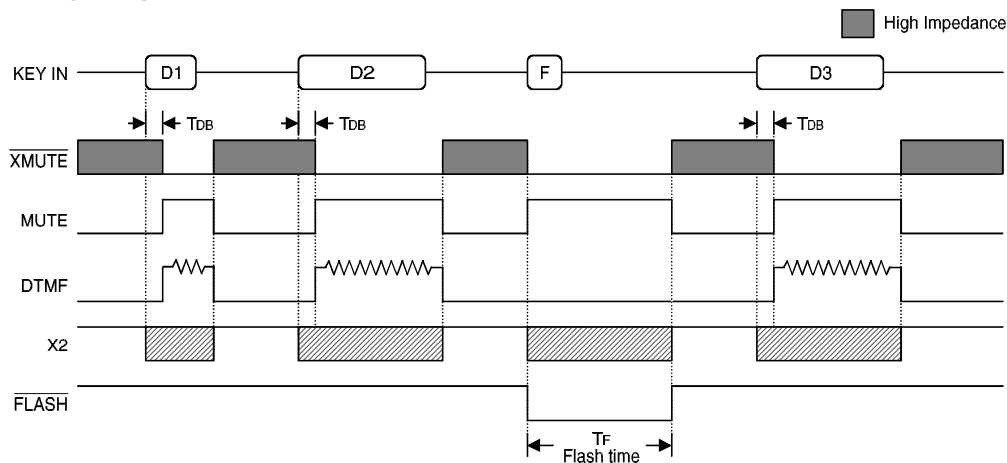 High Impedance
KEY IN D1 D2 F D3
TDB TDB TDB
XMUTE
MUTE
DTMF
X2
FLASH
TF
Flash time